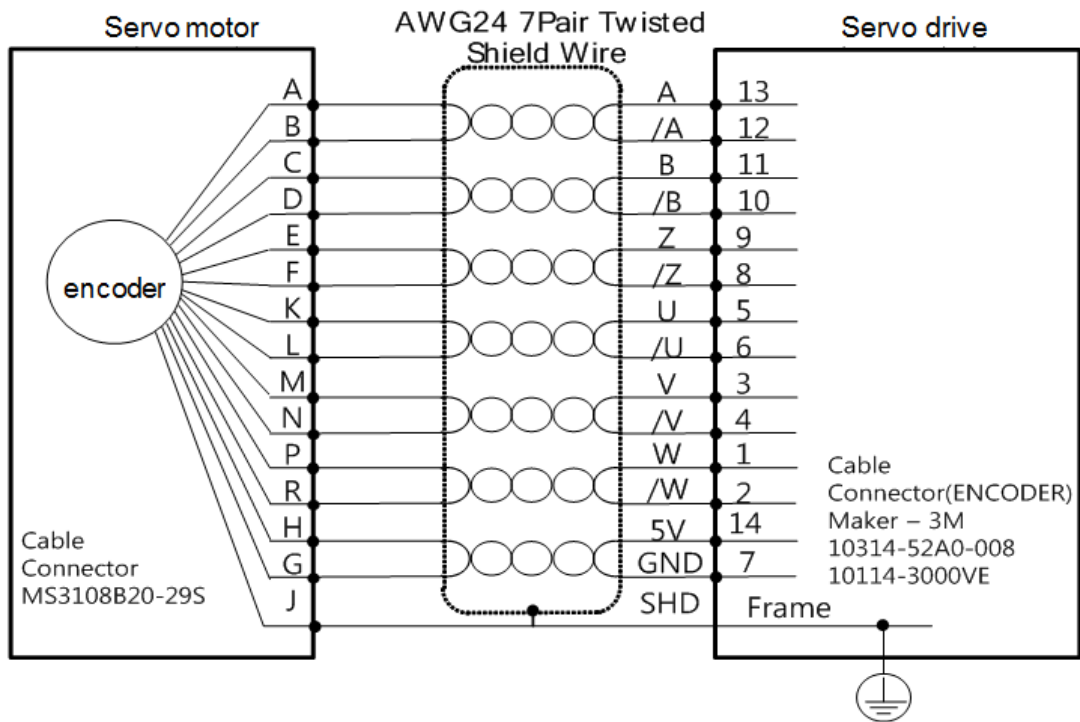 Servo motor
AWG24 7Pair Twisted
Shield Wire
Servo drive
A
A
13
B
/A
12
C
B
11
D
/B
10
E
Z
9
F
/Z
8
K
U
5
L
/U
6
M
V
3
N
/V
4
P
W
1
R
/W
2
H
5V
14
G
GND
7
J
SHD
Frame
encoder
Cable
Connector
MS3108B20-29S
Cable
Connector(ENCODER)
Maker – 3M
10314-52A0-008
10114-3000VE